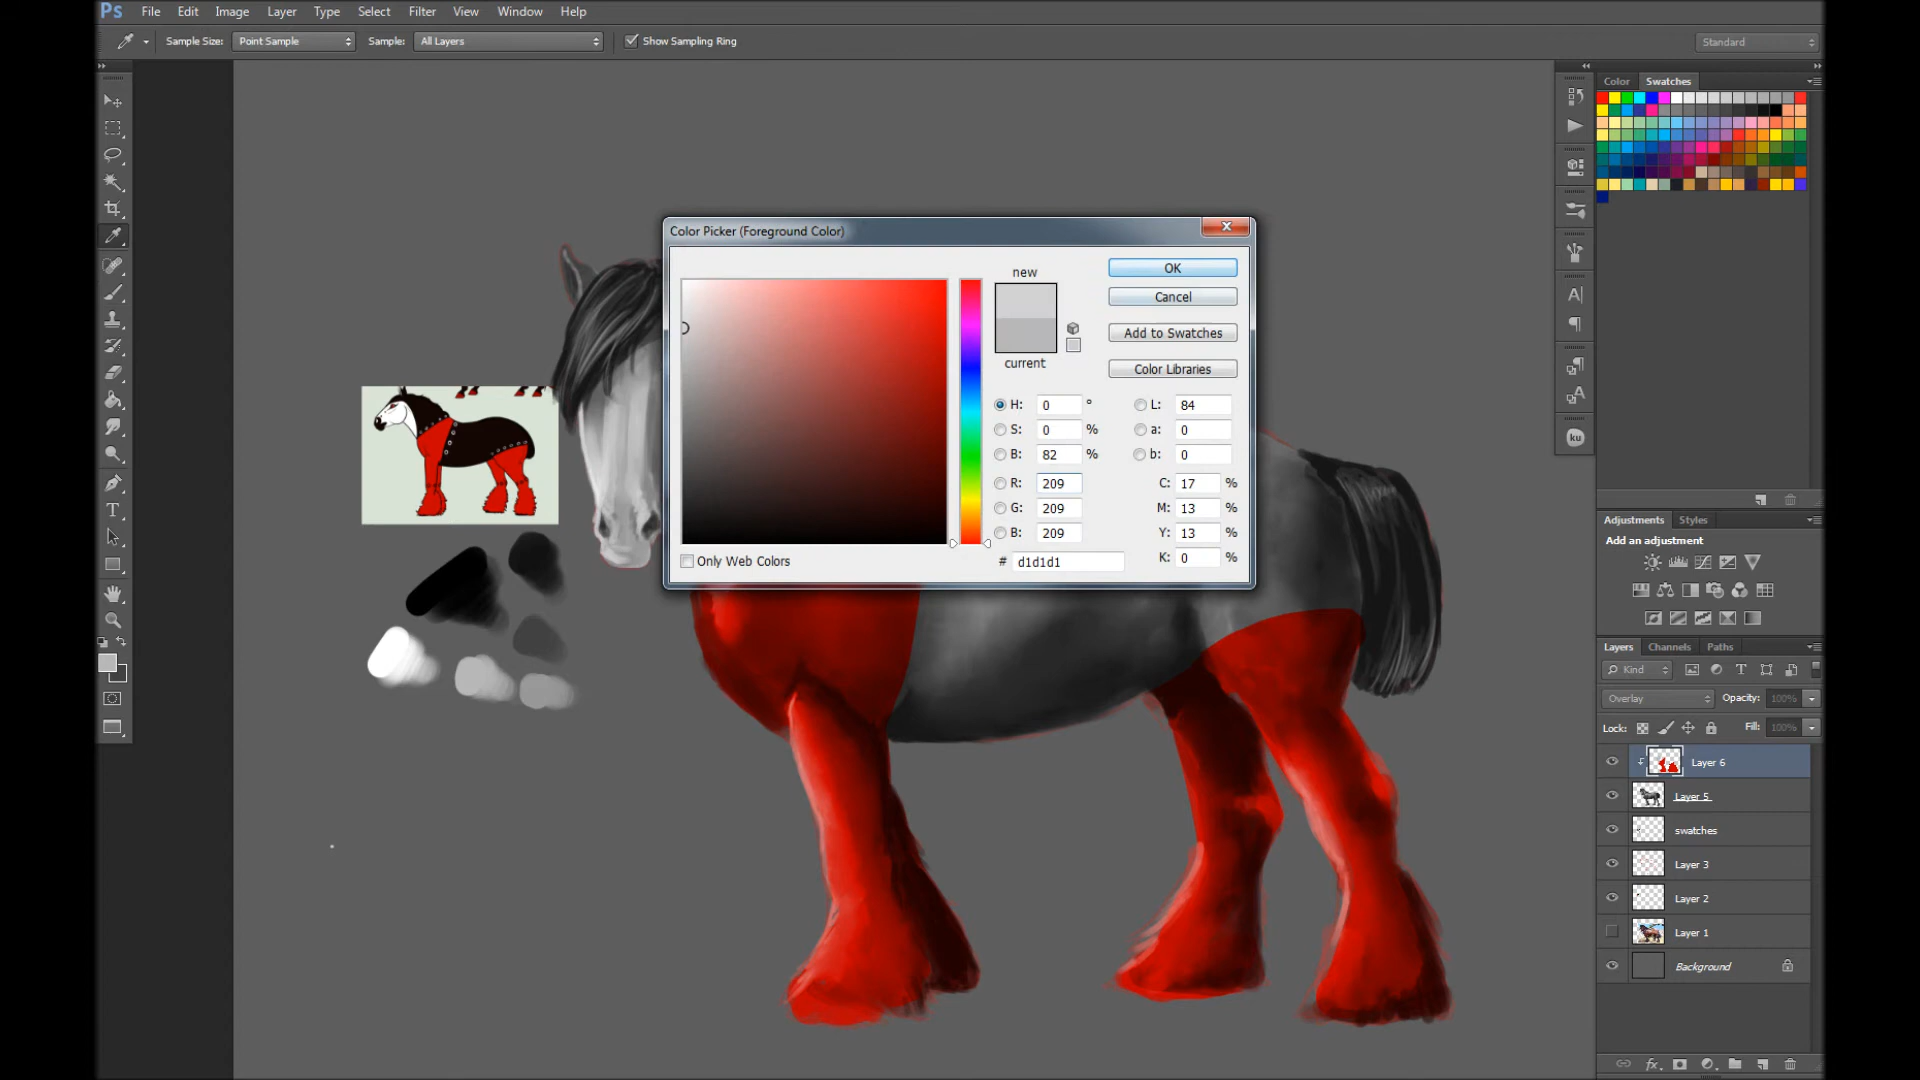 Ps File Edit Image Layer Type Select Filter View Window Help
Sample Size: Point Sample Sample: All Layers Show Sampling Ring Standard
Color Swatches
Color Picker (Foreground Color)
new
current
OK
Cancel
Add to Swatches
Color Libraries
H: 0 ° L: 84
S: 0 % a: 0
B: 82 % b: 0
R: 209 C: 17 %
G: 209 M: 13 %
B: 209 Y: 13 %
# d1d1d1 K: 0 %
Only Web Colors
ku
Adjustments Styles
Add an adjustment
Layers Channels Paths
Kind
Overlay Opacity: 100%
Lock: Fill: 100%
Layer 6
Layer 5
swatches
Layer 3
Layer 2
Layer 1
Background